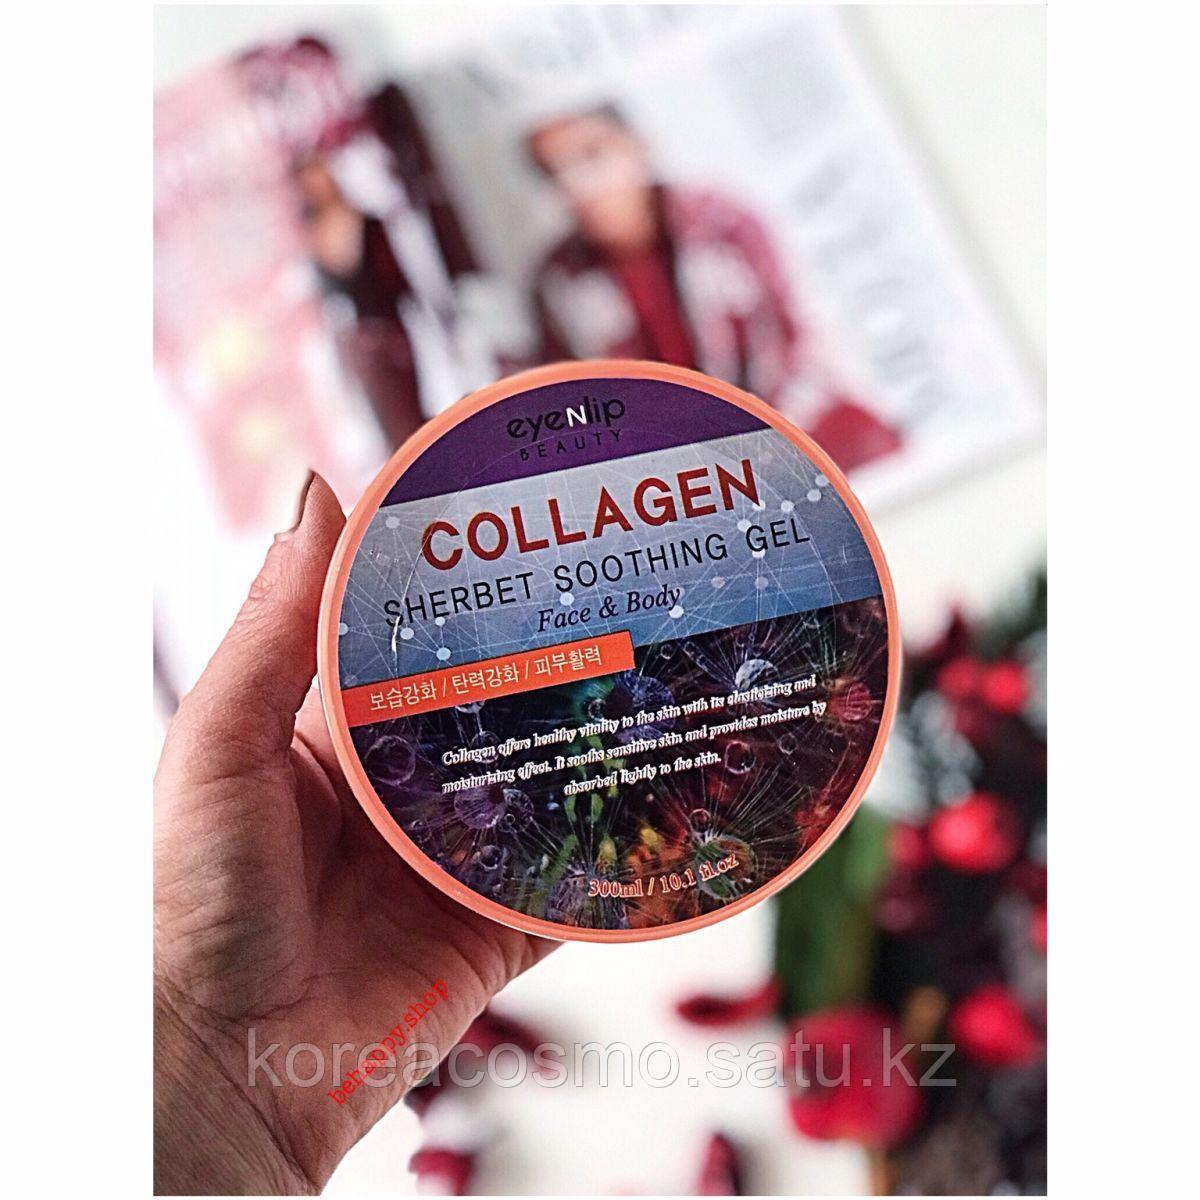 eyeNlip
BEAUTY
COLLAGEN
SHERBET SOOTHING GEL
Face & Body
보습강화 / 탄력강화 / 피부활력
Collagen offers healthy vitality to the skin with its elasticizing and
moisturizing effect. It sooths sensitive skin and provides moisture by
absorbed lightly to the skin.
300ml / 10.1 fl.oz
behappy.shop
koreacosmo.satu.kz